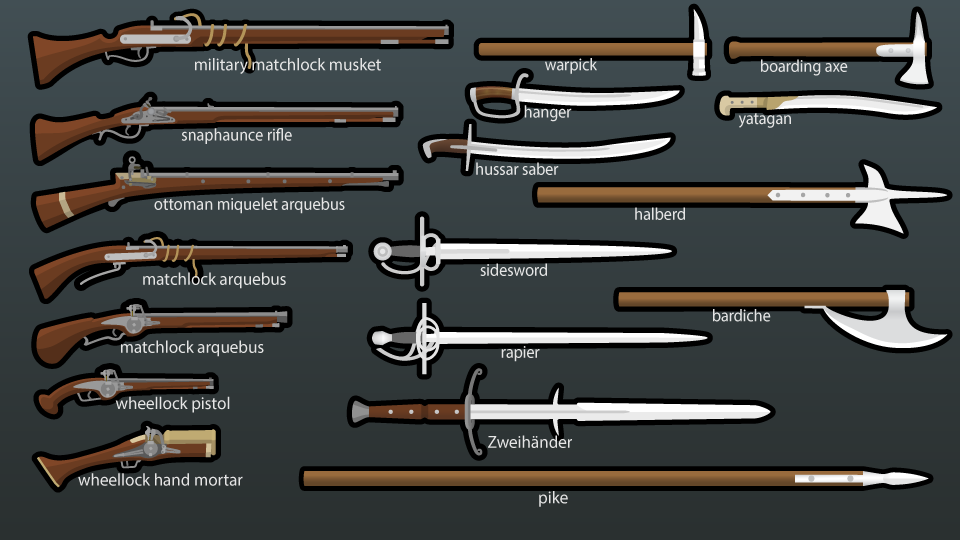 military matchlock musket
snaphaunce rifle
ottoman miquelet arquebus
matchlock arquebus
matchlock arquebus
wheellock pistol
wheellock hand mortar
warpick
boarding axe
hanger
yatagan
hussar saber
halberd
sidesword
bardiche
rapier
Zweihänder
pike